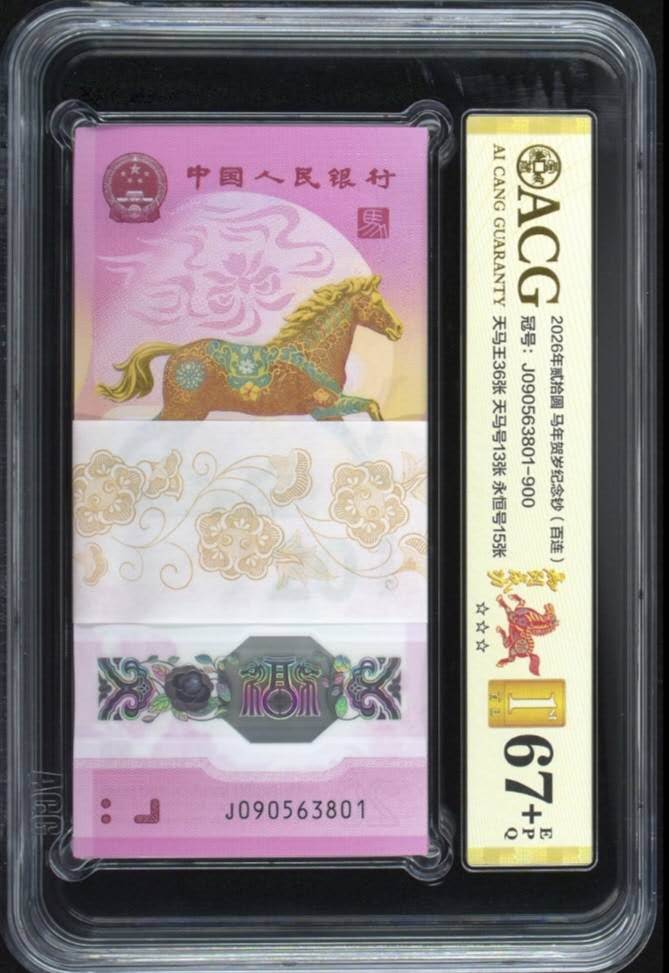 中国人民银行
馬
J090563801
ACG
AI CANG GUARANTY
2026年贰拾圆 马年贺岁纪念钞（百连）
冠号：J090563801-900
天马王36张 天马号13张 永恒号15张
☆☆☆
67+
EPQ
ACG